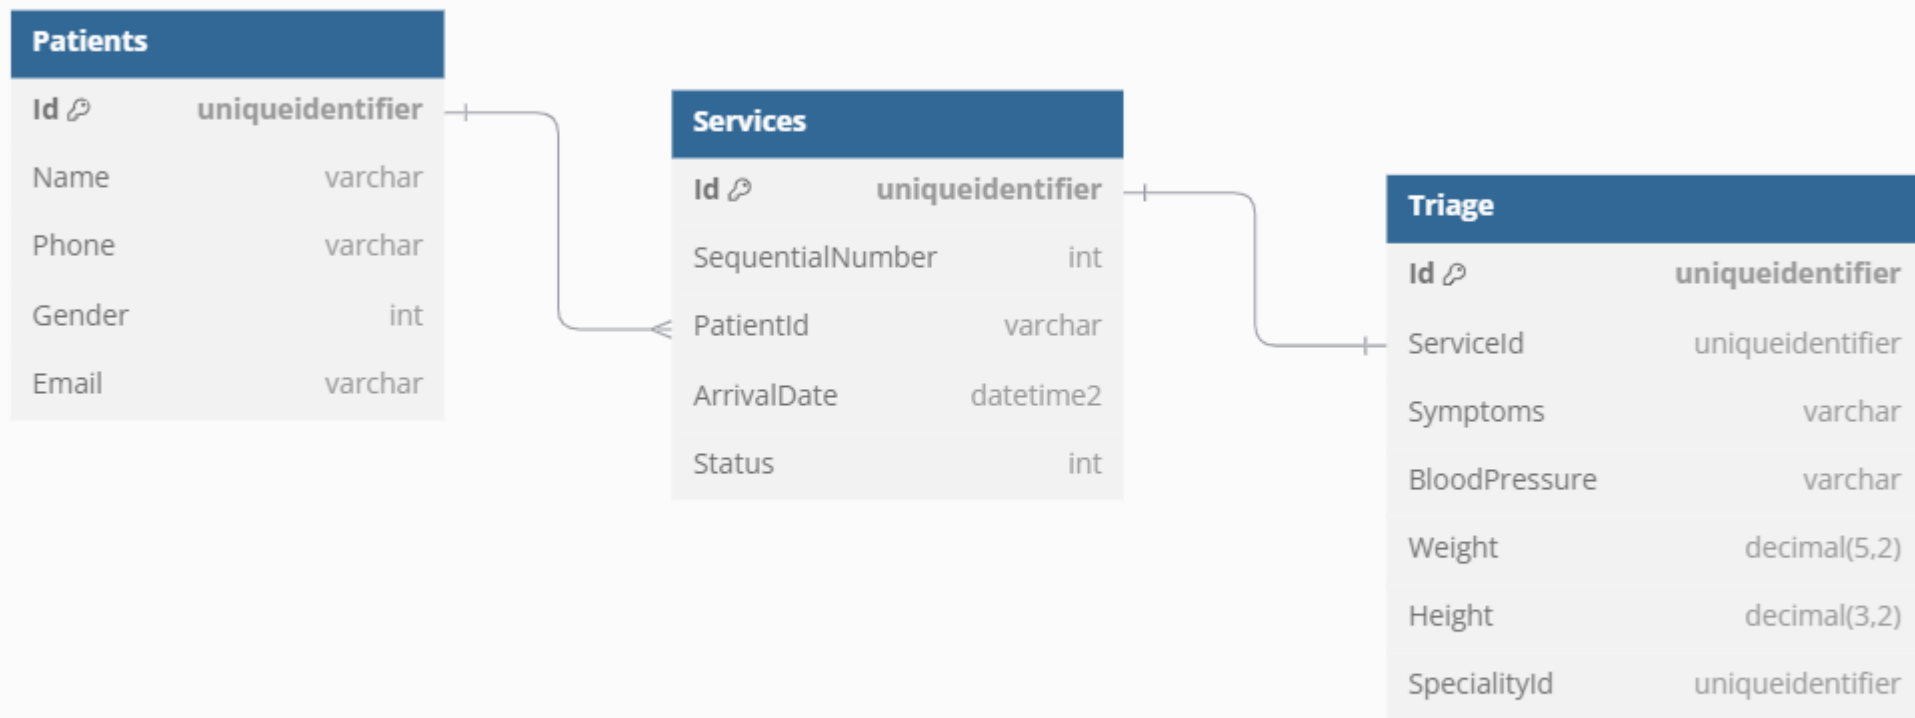 Patients
Id uniqueidentifier
Name varchar
Phone varchar
Gender int
Email varchar
Services
Id uniqueidentifier
SequentialNumber int
PatientId varchar
ArrivalDate datetime2
Status int
Triage
Id uniqueidentifier
ServiceId uniqueidentifier
Symptoms varchar
BloodPressure varchar
Weight decimal(5,2)
Height decimal(3,2)
SpecialityId uniqueidentifier